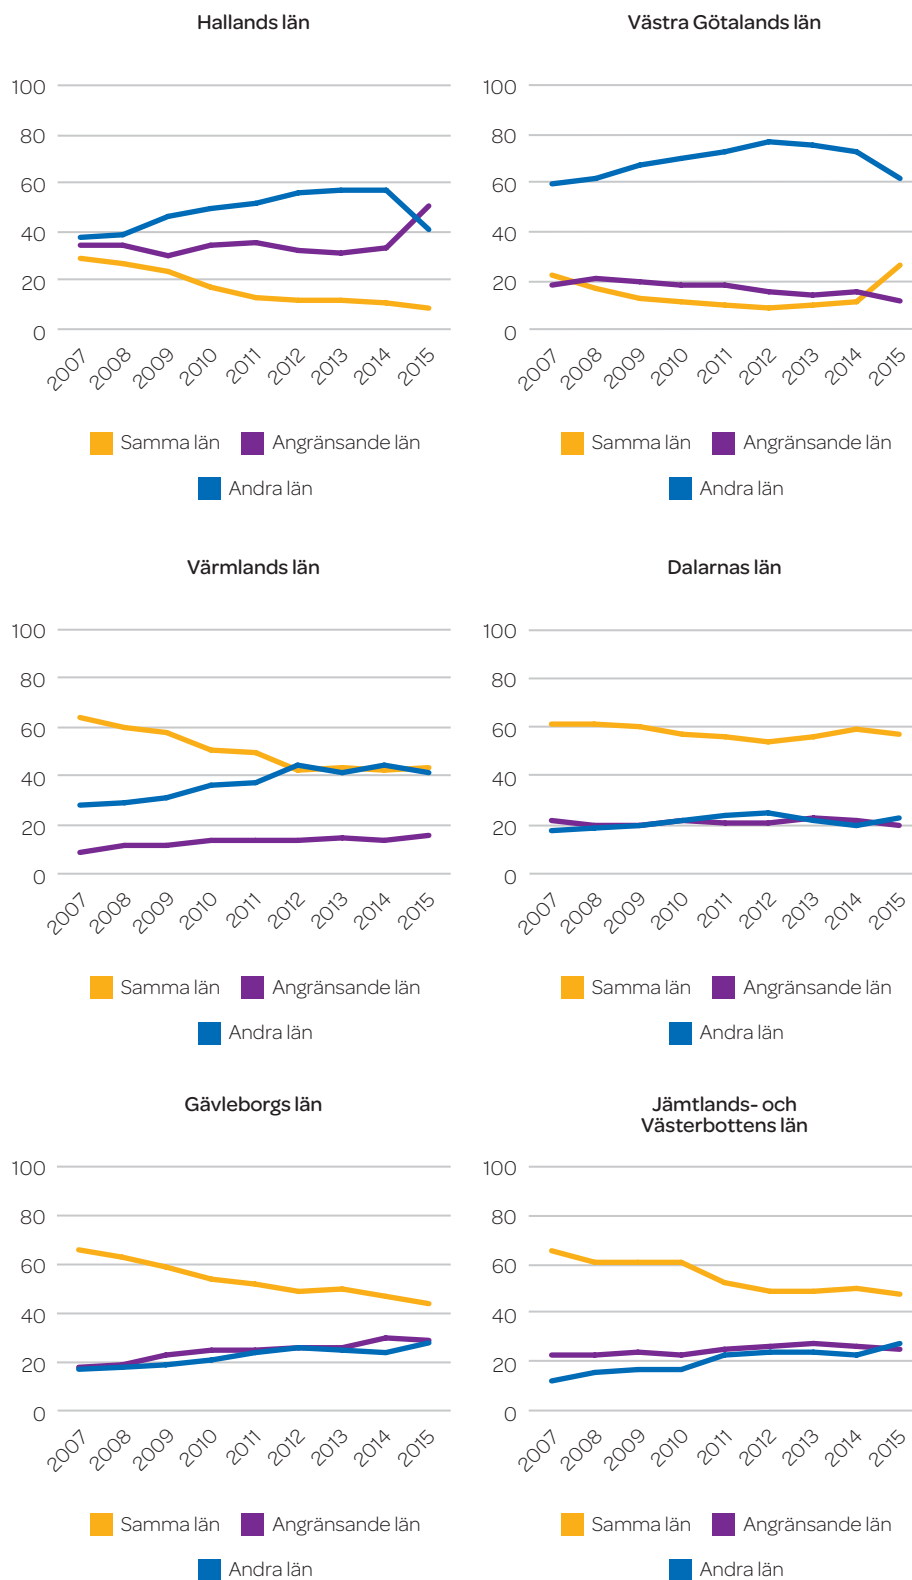 Hallands län
100
80
60
40
20
0
2007 2008 2009 2010 2011 2012 2013 2014 2015
Samma län Angränsande län
Andra län
Västra Götalands län
100
80
60
40
20
0
2007 2008 2009 2010 2011 2012 2013 2014 2015
Samma län Angränsande län
Andra län
Värmlands län
100
80
60
40
20
0
2007 2008 2009 2010 2011 2012 2013 2014 2015
Samma län Angränsande län
Andra län
Dalarnas län
100
80
60
40
20
0
2007 2008 2009 2010 2011 2012 2013 2014 2015
Samma län Angränsande län
Andra län
Gävleborgs län
100
80
60
40
20
0
2007 2008 2009 2010 2011 2012 2013 2014 2015
Samma län Angränsande län
Andra län
Jämtlands- och
Västerbottens län
100
80
60
40
20
0
2007 2008 2009 2010 2011 2012 2013 2014 2015
Samma län Angränsande län
Andra län